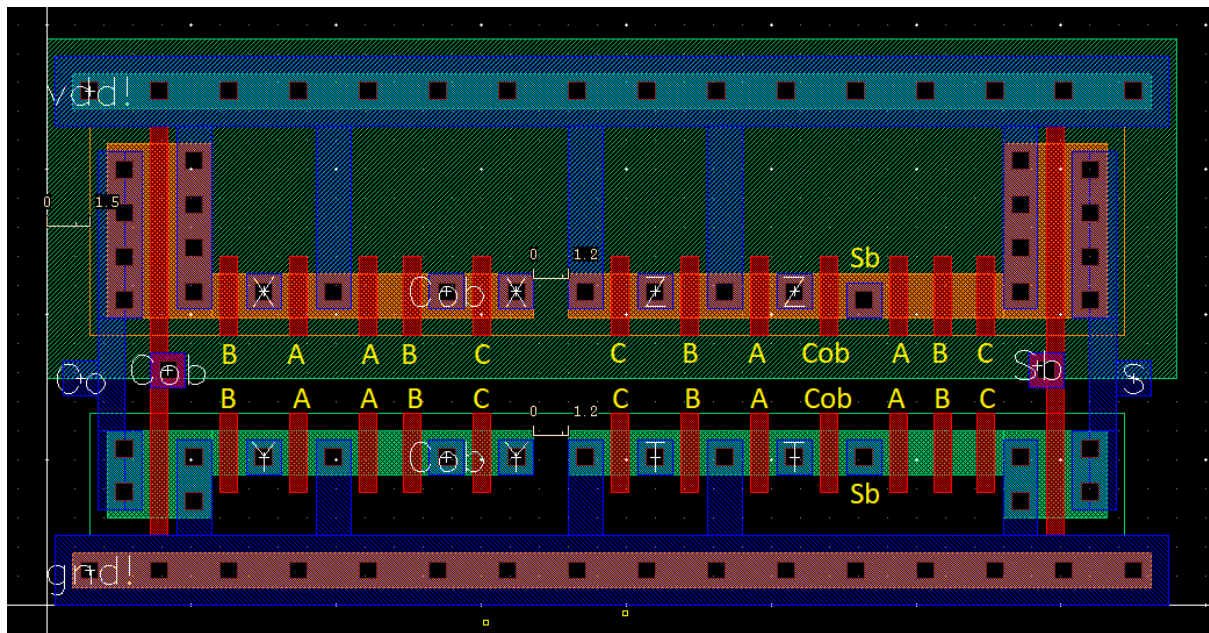 vdd!
0 1.5
0 1.2
Sb
X Cob X Z Z
B A A B C C B A Cob A B C
Co Cob Sb S
B A A B C C B A Cob A B C
0 1.2
Y Cob Y T T
Sb
gnd!